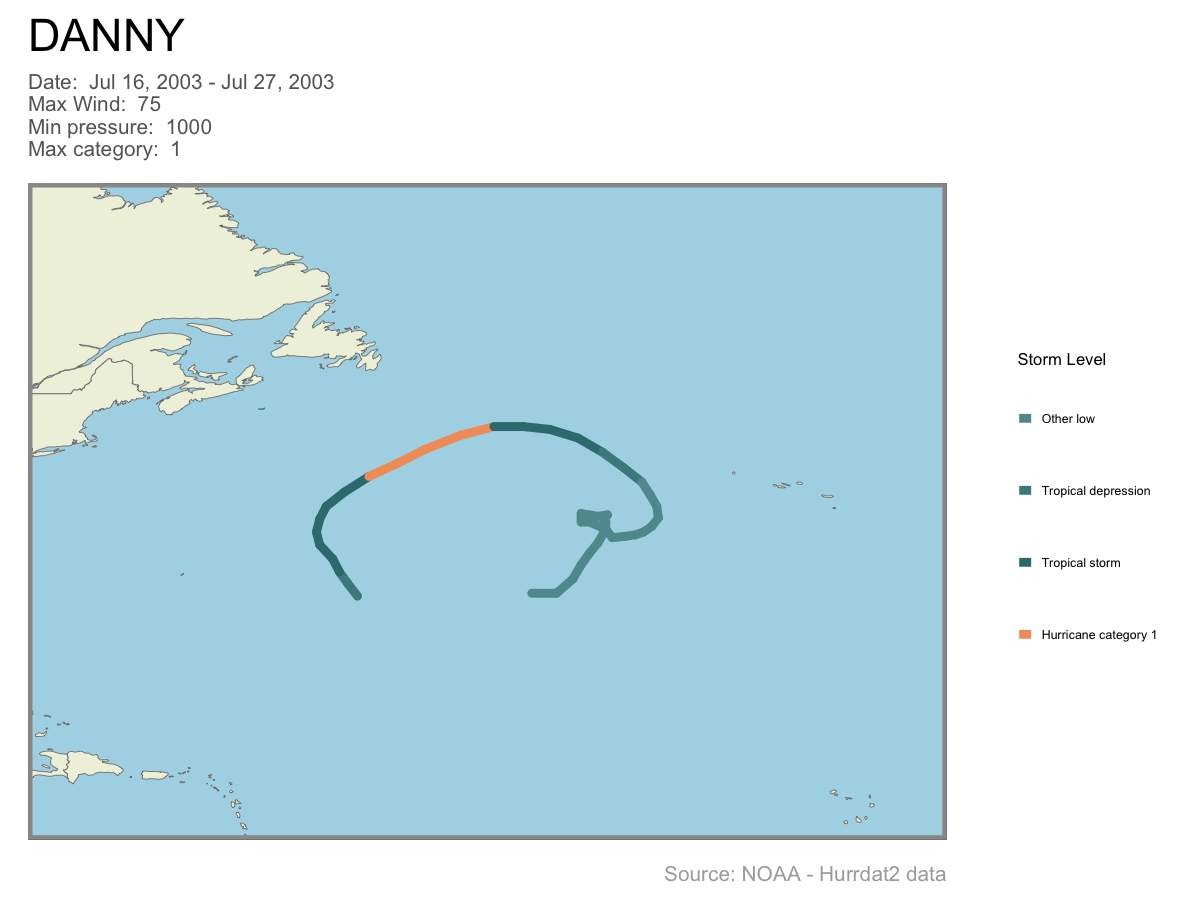 DANNY
Date:  Jul 16, 2003 - Jul 27, 2003
Max Wind:  75
Min pressure:  1000
Max category:  1
Storm Level
Other low
Tropical depression
Tropical storm
Hurricane category 1
Source: NOAA - Hurrdat2 data